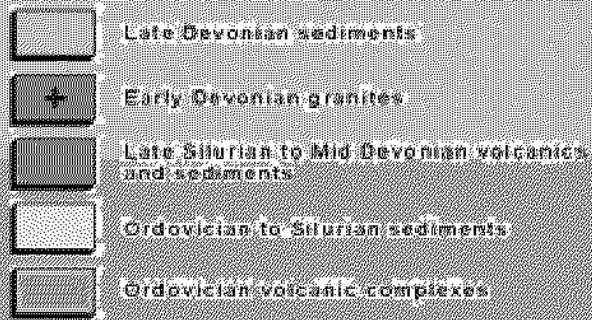 Late Devonian sediments
Early Devonian granites
Late Silurian to Mid Devonian volcanics
and sediments
Ordovician to Silurian sediments
Ordovician volcanic complexes